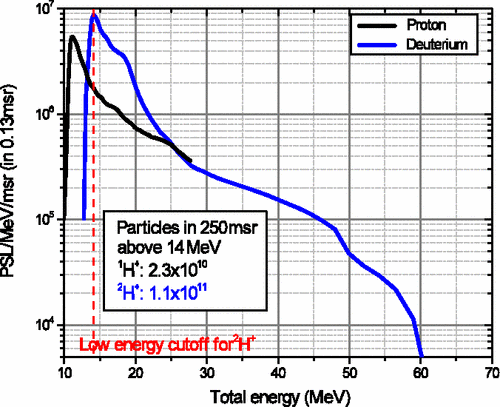 10⁷
10⁶
10⁵
10⁴
PSL/MeV/msr (in 0.13msr)
Proton
Deuterium
Particles in 250msr
above 14MeV
¹H⁺: 2.3x10¹⁰
²H⁺: 1.1x10¹¹
Low energy cutoff for ²H⁺
10 20 30 40 50 60 70
Total energy (MeV)